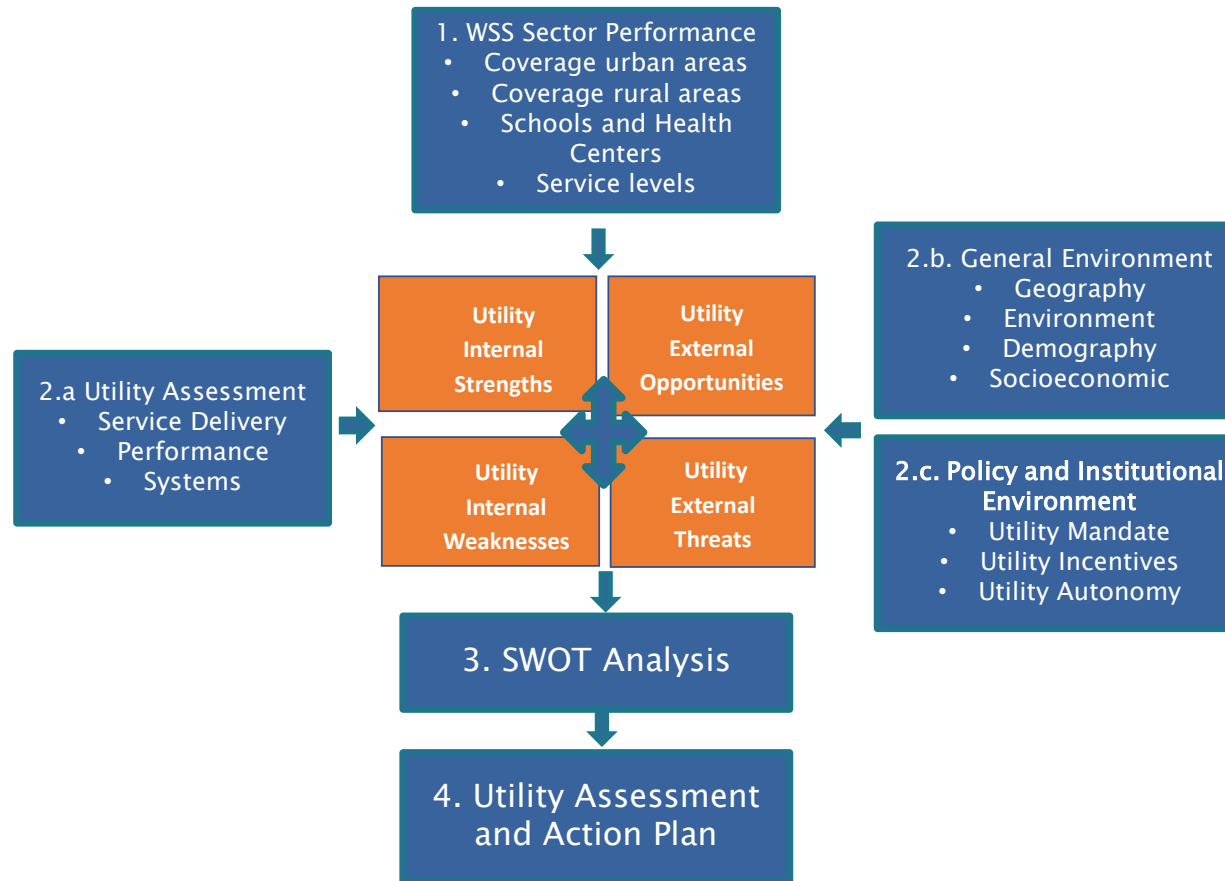 1. WSS Sector Performance
• Coverage urban areas
• Coverage rural areas
• Schools and Health
Centers
• Service levels
2.a Utility Assessment
• Service Delivery
• Performance
• Systems
Utility
Internal
Strengths
Utility
External
Opportunities
Utility
Internal
Weaknesses
Utility
External
Threats
2.b. General Environment
• Geography
• Environment
• Demography
• Socioeconomic
2.c. Policy and Institutional
Environment
• Utility Mandate
• Utility Incentives
• Utility Autonomy
3. SWOT Analysis
4. Utility Assessment
and Action Plan